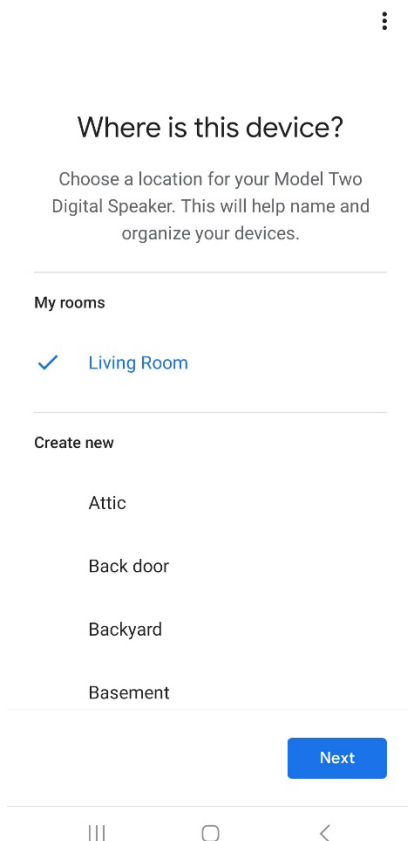 Where is this device?
Choose a location for your Model Two
Digital Speaker. This will help name and
organize your devices.
My rooms
Living Room
Create new
Attic
Back door
Backyard
Basement
Next